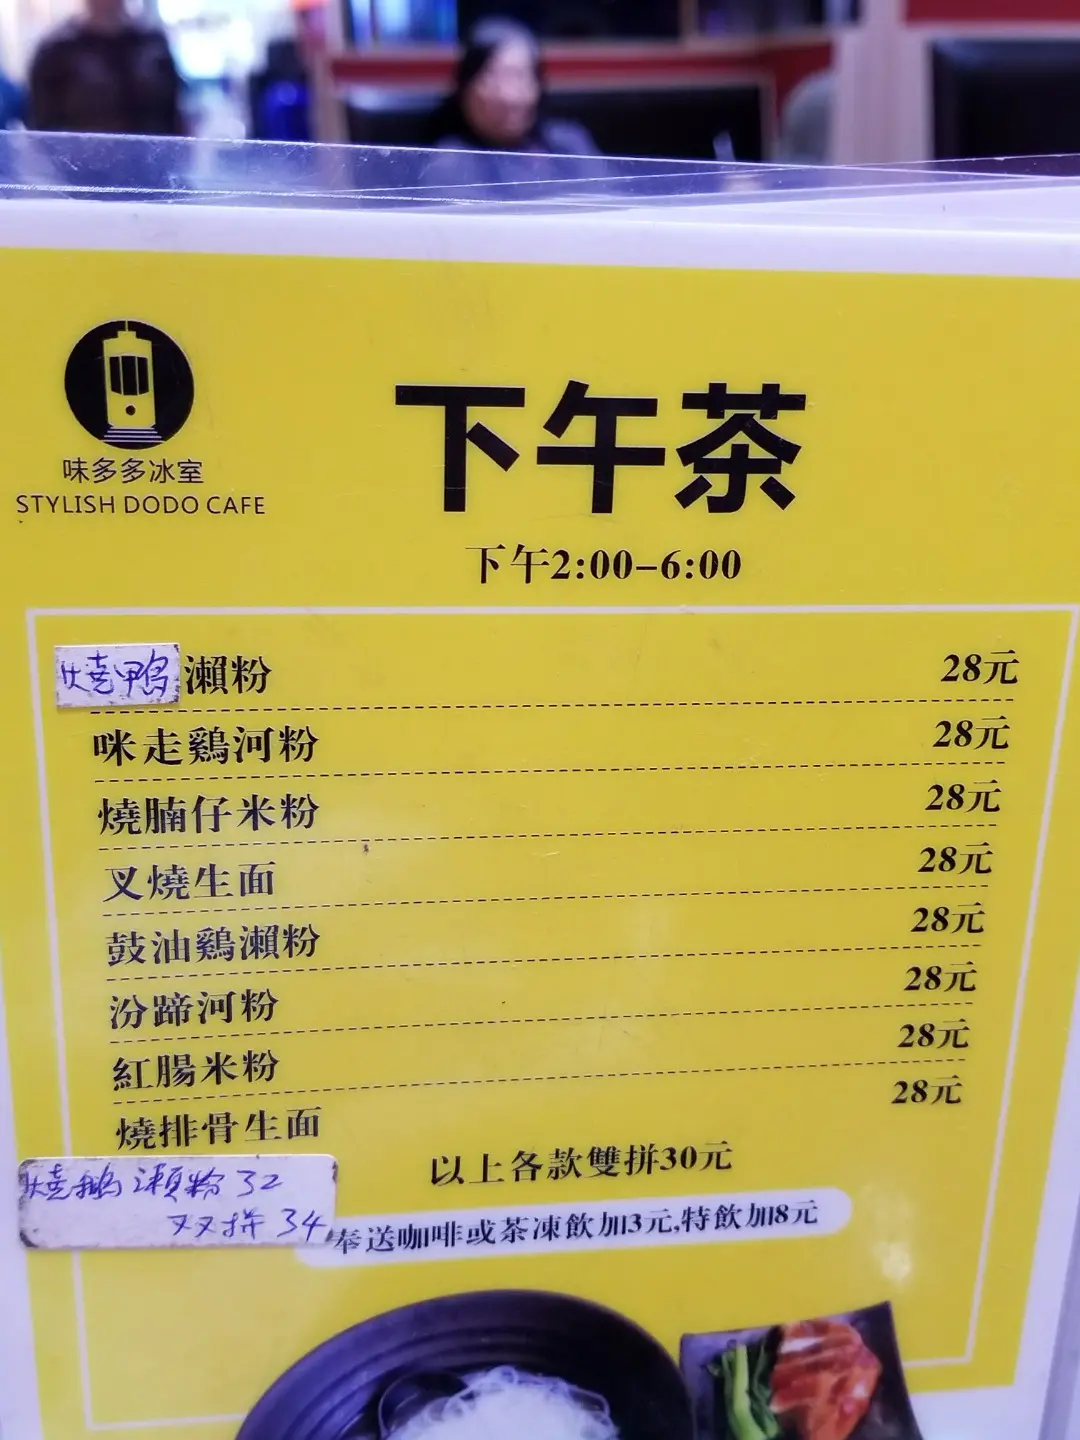 味多多冰室
STYLISH DODO CAFE
下午茶
下午2:00-6:00
燒鴨瀨粉 28元
咪走鷄河粉 28元
燒腩仔米粉 28元
叉燒生面 28元
鼓油鷄瀨粉 28元
汾蹄河粉 28元
紅腸米粉 28元
燒排骨生面 28元
以上各款雙拼30元
燒鵝瀨粉 32
双拼 34
奉送咖啡或茶凍飲加3元,特飲加8元